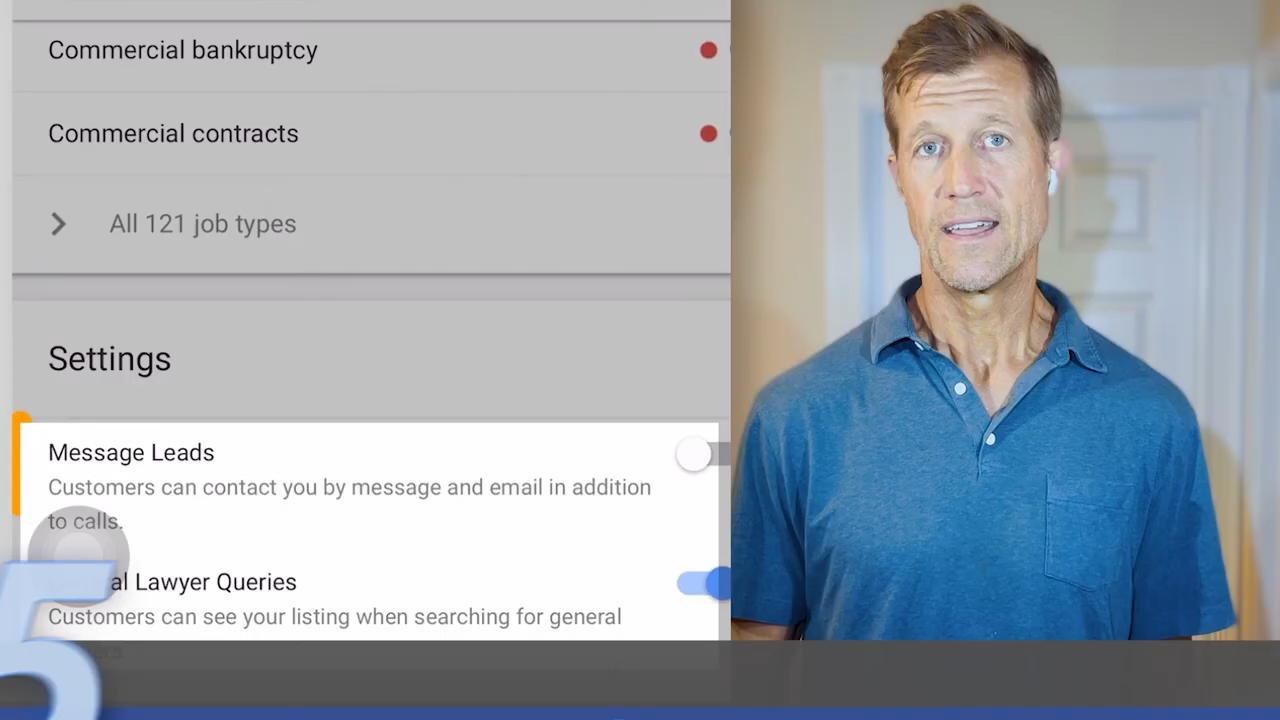 Commercial bankruptcy
Commercial contracts
All 121 job types
Settings
Message Leads
Customers can contact you by message and email in addition
to calls.
al Lawyer Queries
Customers can see your listing when searching for general
5